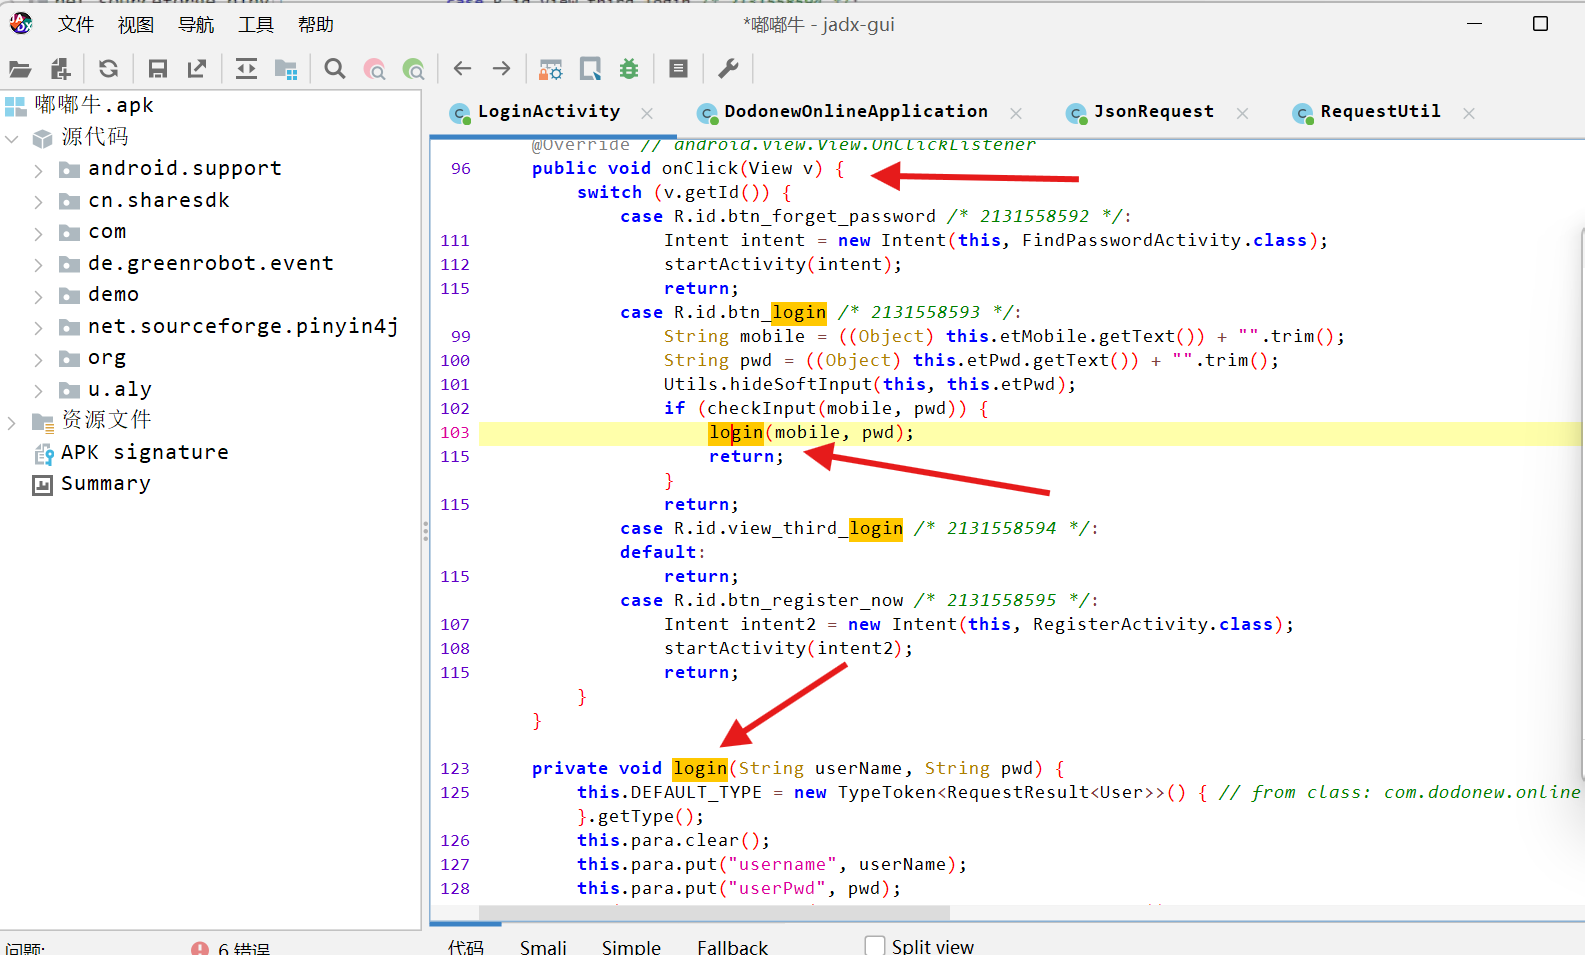 文件 视图 导航 工具 帮助 *嘟嘟牛 - jadx-gui
嘟嘟牛.apk
源代码
android.support
cn.sharesdk
com
de.greenrobot.event
demo
net.sourceforge.pinyin4j
org
u.aly
资源文件
APK signature
Summary
LoginActivity DodonewOnlineApplication JsonRequest RequestUtil
@Override // android.view.View.OnClickListener
96 public void onClick(View v) {
switch (v.getId()) {
case R.id.btn_forget_password /* 2131558592 */:
111 Intent intent = new Intent(this, FindPasswordActivity.class);
112 startActivity(intent);
115 return;
case R.id.btn_login /* 2131558593 */:
99 String mobile = ((Object) this.etMobile.getText()) + "".trim();
100 String pwd = ((Object) this.etPwd.getText()) + "".trim();
101 Utils.hideSoftInput(this, this.etPwd);
102 if (checkInput(mobile, pwd)) {
103 login(mobile, pwd);
115 return;
}
115 return;
case R.id.view_third_login /* 2131558594 */:
default:
115 return;
case R.id.btn_register_now /* 2131558595 */:
107 Intent intent2 = new Intent(this, RegisterActivity.class);
108 startActivity(intent2);
115 return;
}
}
123 private void login(String userName, String pwd) {
125 this.DEFAULT_TYPE = new TypeToken<RequestResult<User>>() { // from class: com.dodonew.online
}.getType();
126 this.para.clear();
127 this.para.put("username", userName);
128 this.para.put("userPwd", pwd);
问题: 6 错误
代码 Smali Simple Fallback Split view